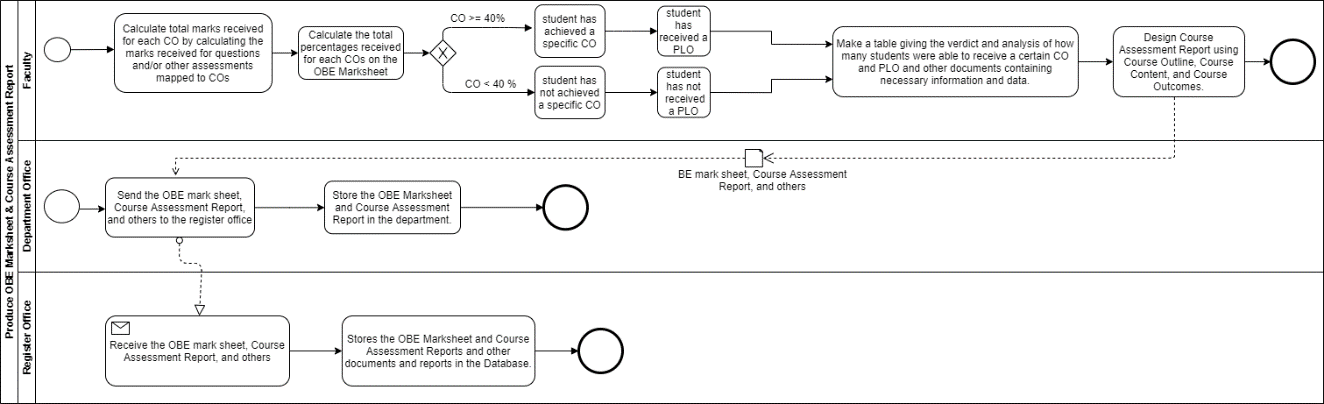 Produce OBE Marksheet & Course Assessment Report
Faculty
Calculate total marks received
for each CO by calculating the
marks received for questions
and/or other assessments
mapped to COs
Calculate the total
percentages received
for each COs on the
OBE Marksheet
CO >= 40%
CO < 40 %
student has
achieved a
specific CO
student
has
received a
PLO
student has
not achieved
a specific CO
student
has not
received
a PLO
Make a table giving the verdict and analysis of how
many students were able to receive a certain CO
and PLO and other documents containing
necessary information and data.
Design Course
Assessment Report using
Course Outline, Course
Content, and Course
Outcomes.
Department Office
BE mark sheet, Course Assessment
Report, and others
Send the OBE mark sheet,
Course Assessment Report,
and others to the register office
Store the OBE Marksheet
and Course Assessment
Report in the department.
Register Office
Receive the OBE mark sheet, Course
Assessment Report, and others
Stores the OBE Marksheet and Course
Assessment Reports and other
documents and reports in the Database.